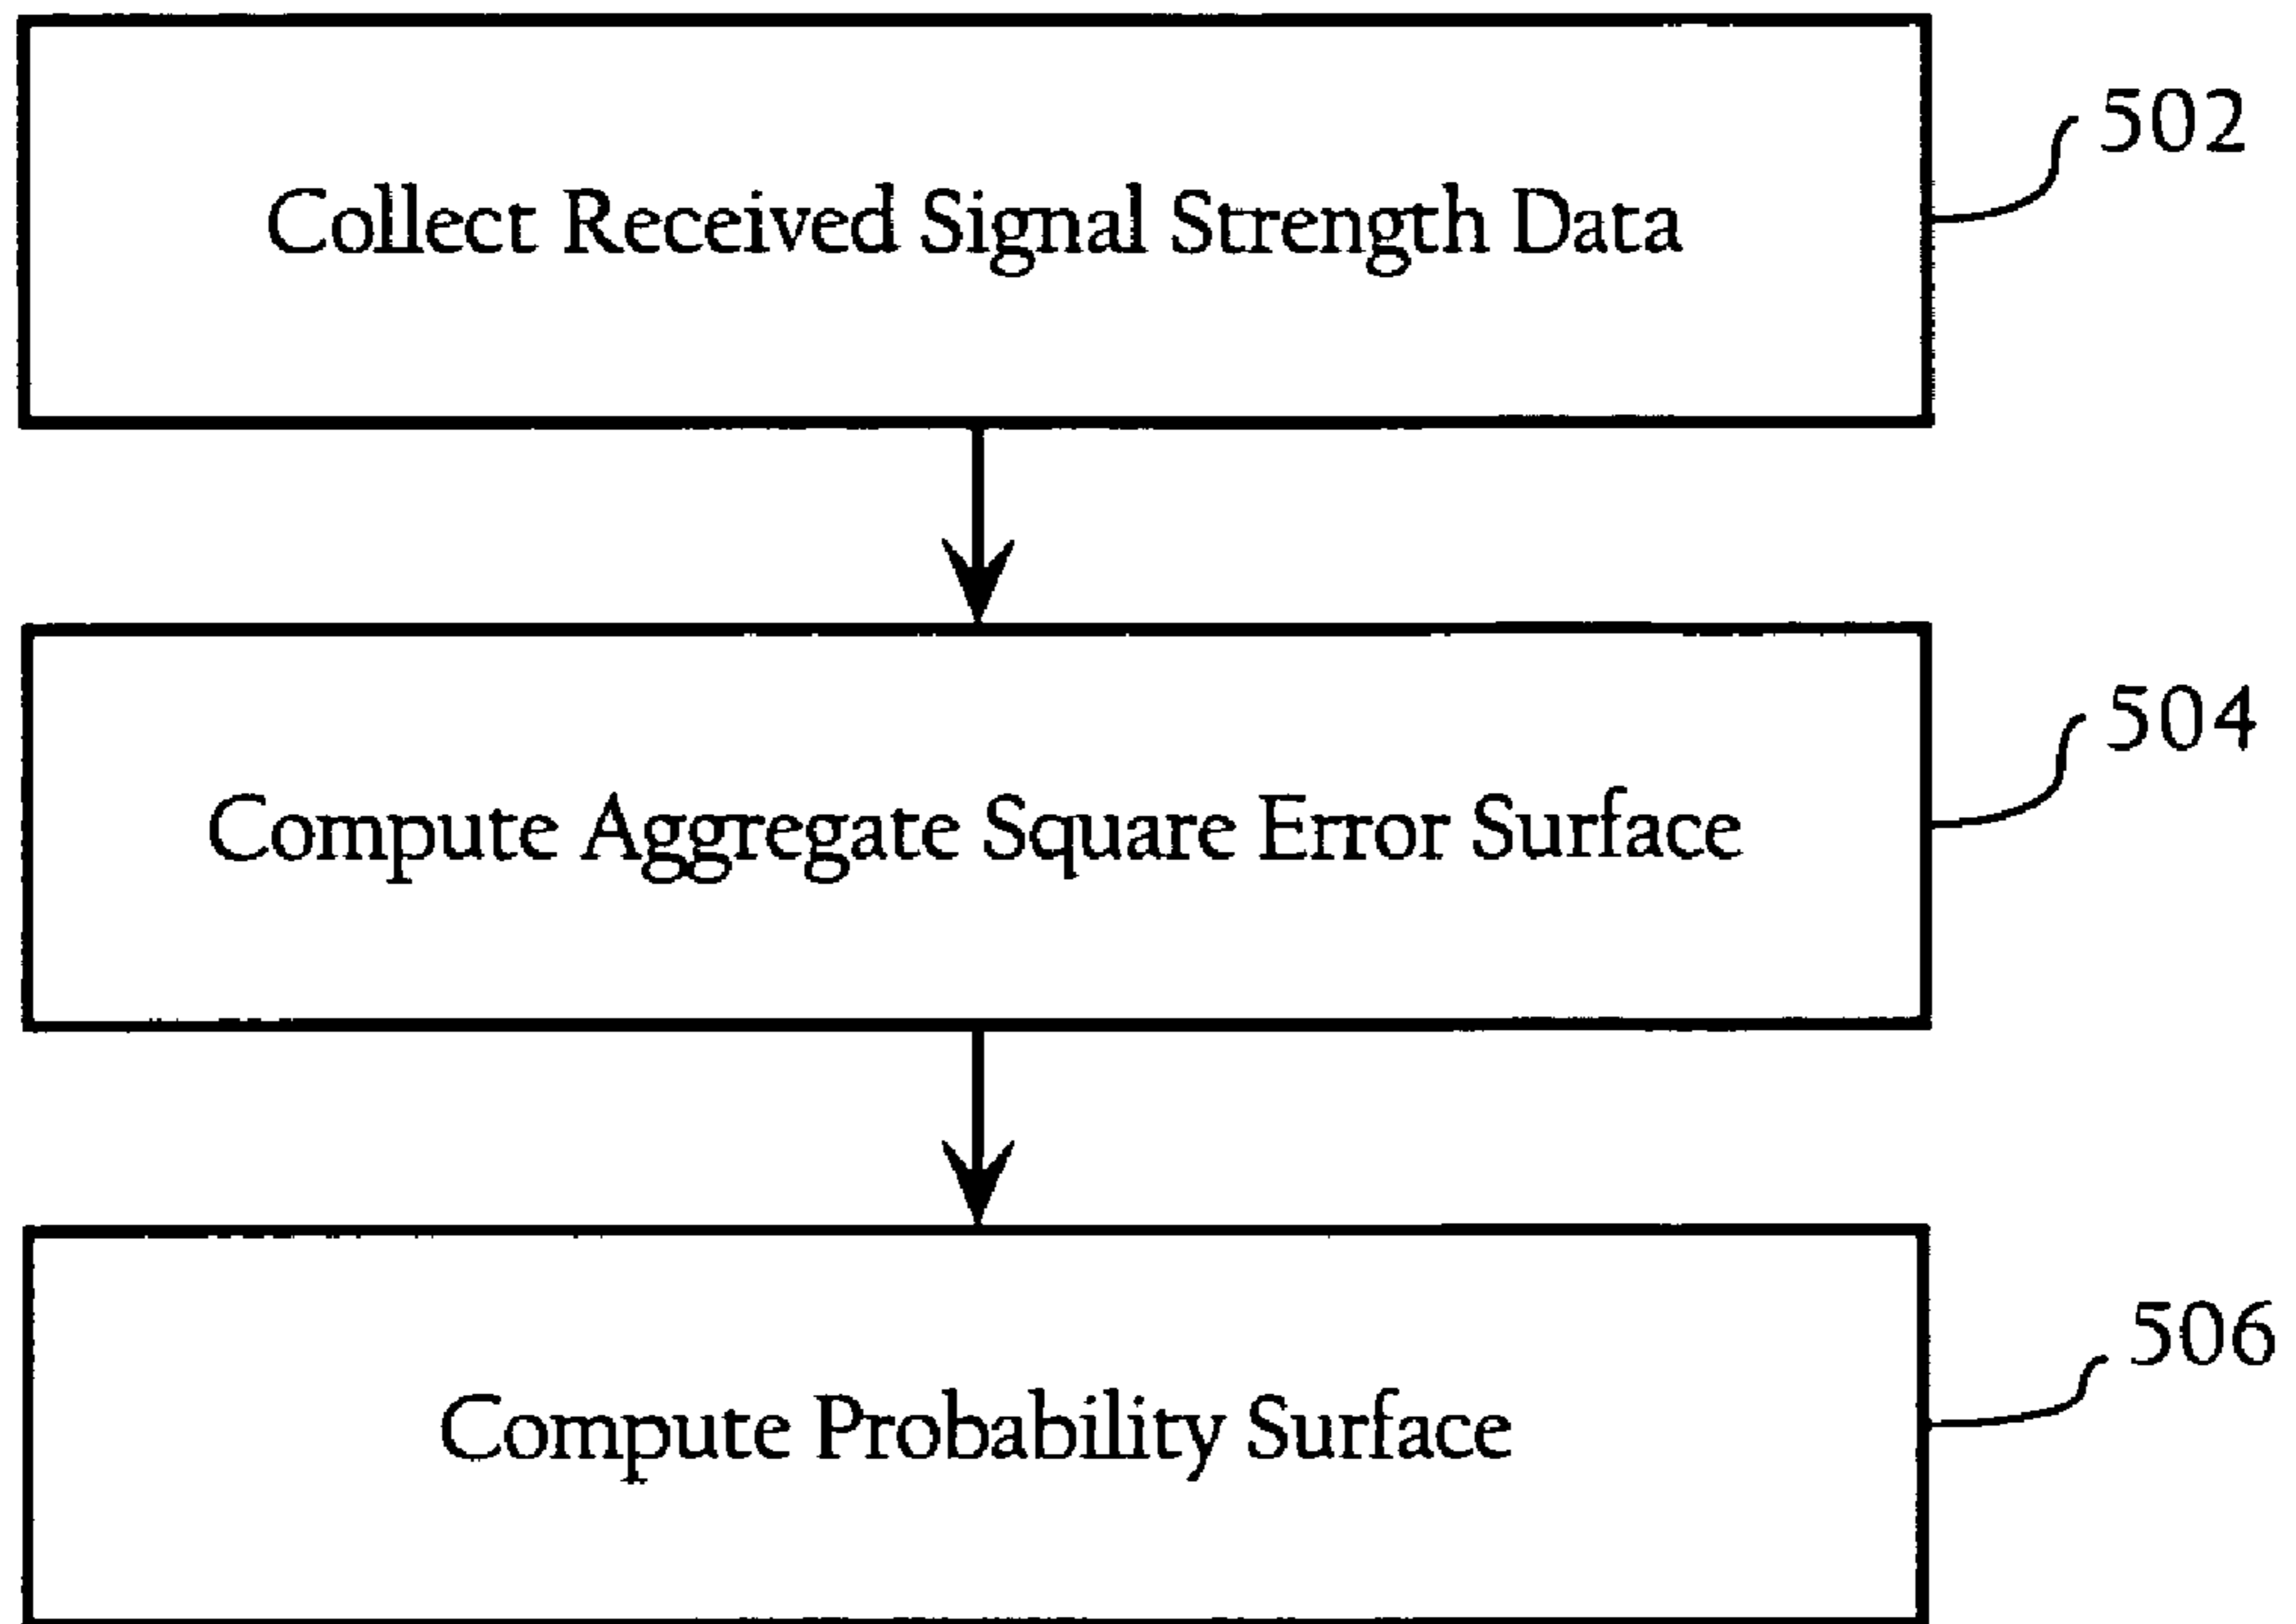 Collect Received Signal Strength Data
502
Compute Aggregate Square Error Surface
504
Compute Probability Surface
506